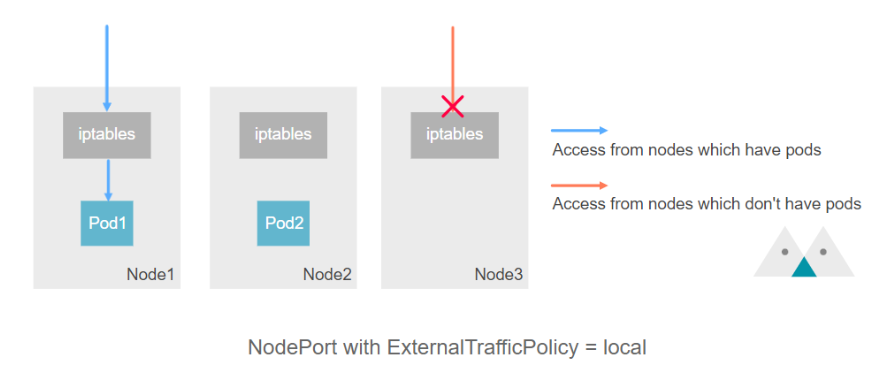 iptables
iptables
iptables
Access from nodes which have pods
Access from nodes which don't have pods
Pod1
Pod2
Node1
Node2
Node3
NodePort with ExternalTrafficPolicy = local